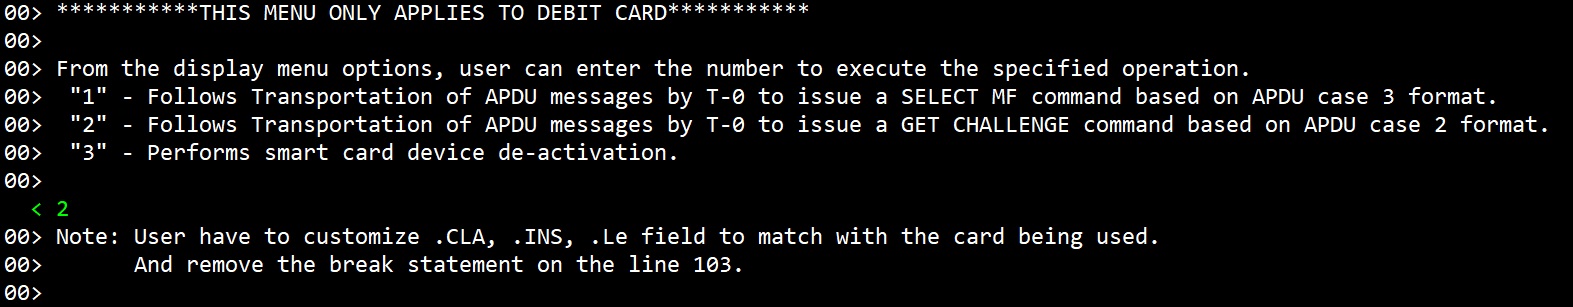 00> ***********THIS MENU ONLY APPLIES TO DEBIT CARD***********
00>
00> From the display menu options, user can enter the number to execute the specified operation.
00>  "1" - Follows Transportation of APDU messages by T-0 to issue a SELECT MF command based on APDU case 3 format.
00>  "2" - Follows Transportation of APDU messages by T-0 to issue a GET CHALLENGE command based on APDU case 2 format.
00>  "3" - Performs smart card device de-activation.
00>
  < 2
00> Note: User have to customize .CLA, .INS, .Le field to match with the card being used.
00>       And remove the break statement on the line 103.
00>